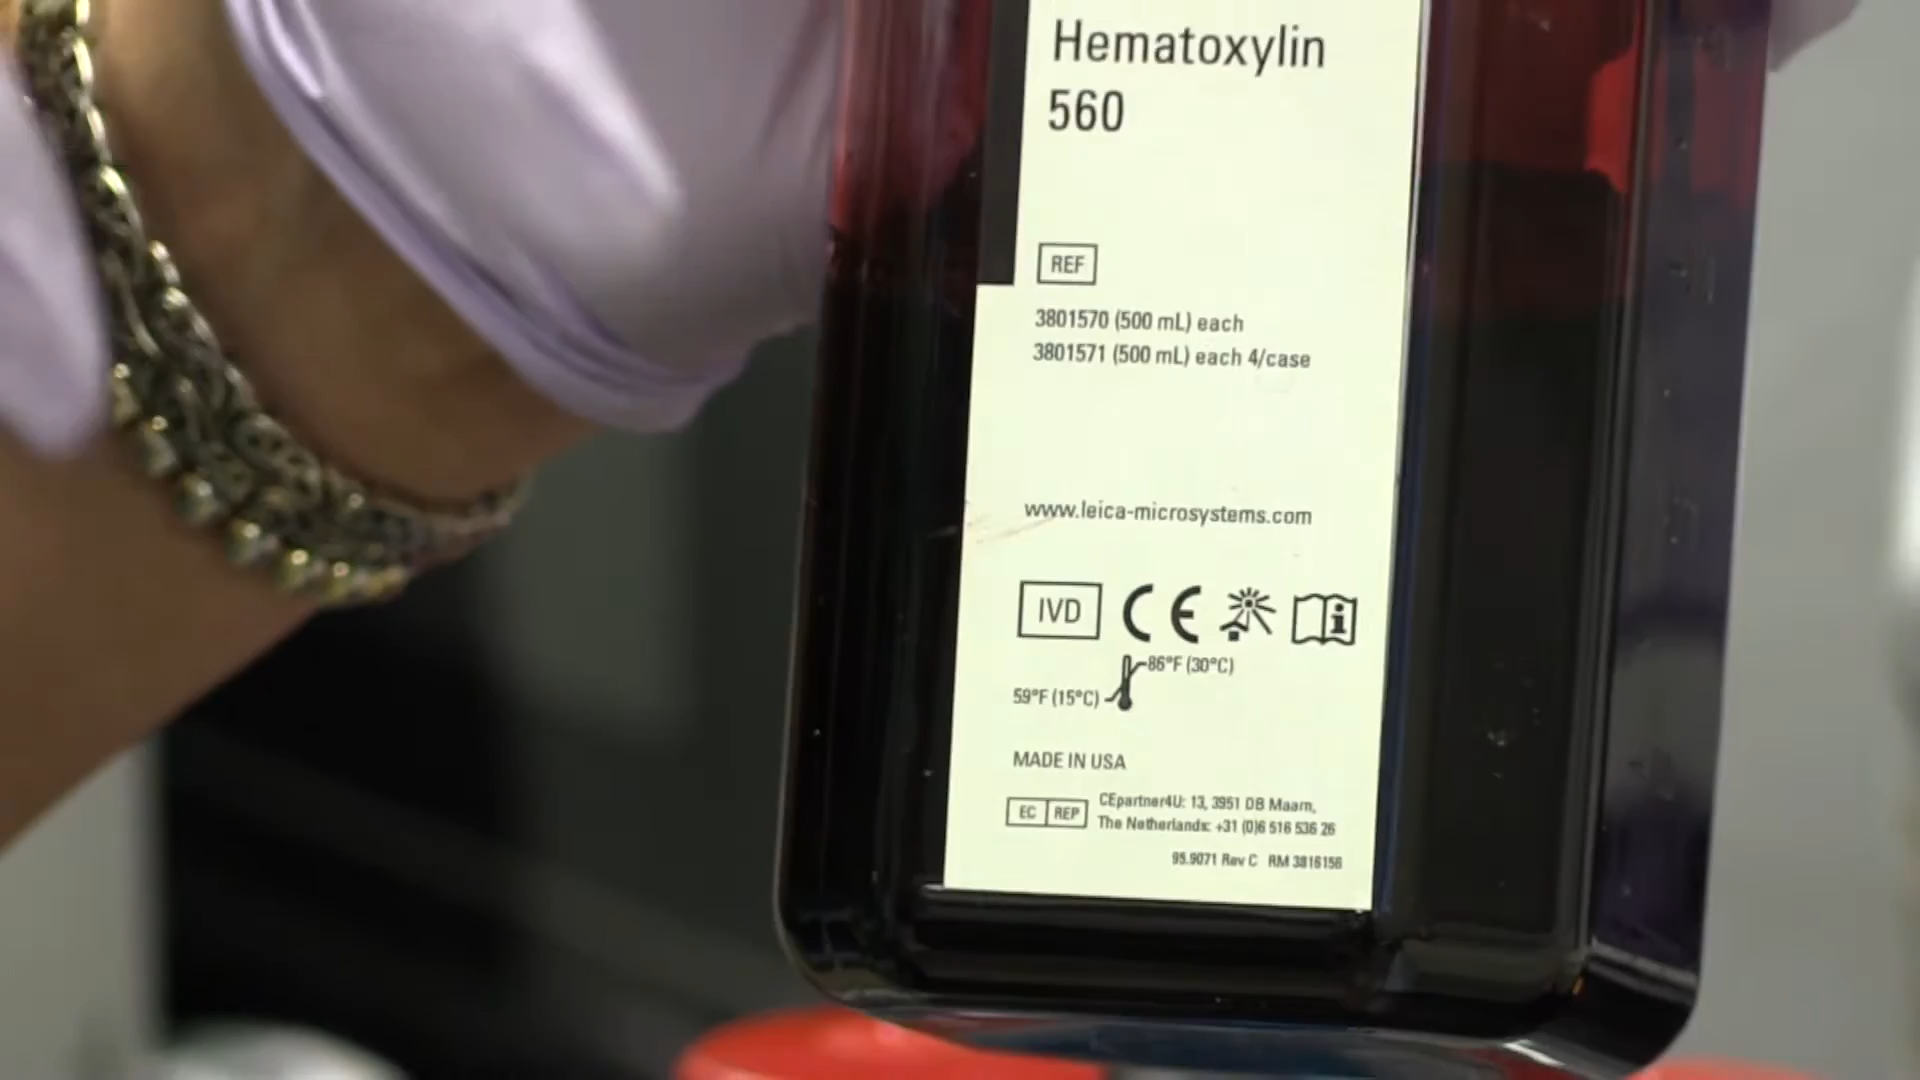 Hematoxylin
560
REF
3801570 (500 mL) each
3801571 (500 mL) each 4/case
www.leica-microsystems.com
IVD CE
86°F (30°C)
59°F (15°C)
MADE IN USA
EC REP CEpartner4U: 13, 3951 DB Maarn,
The Netherlands: +31 (0)6 516 536 26
95.9071 Rev C RM 3816156